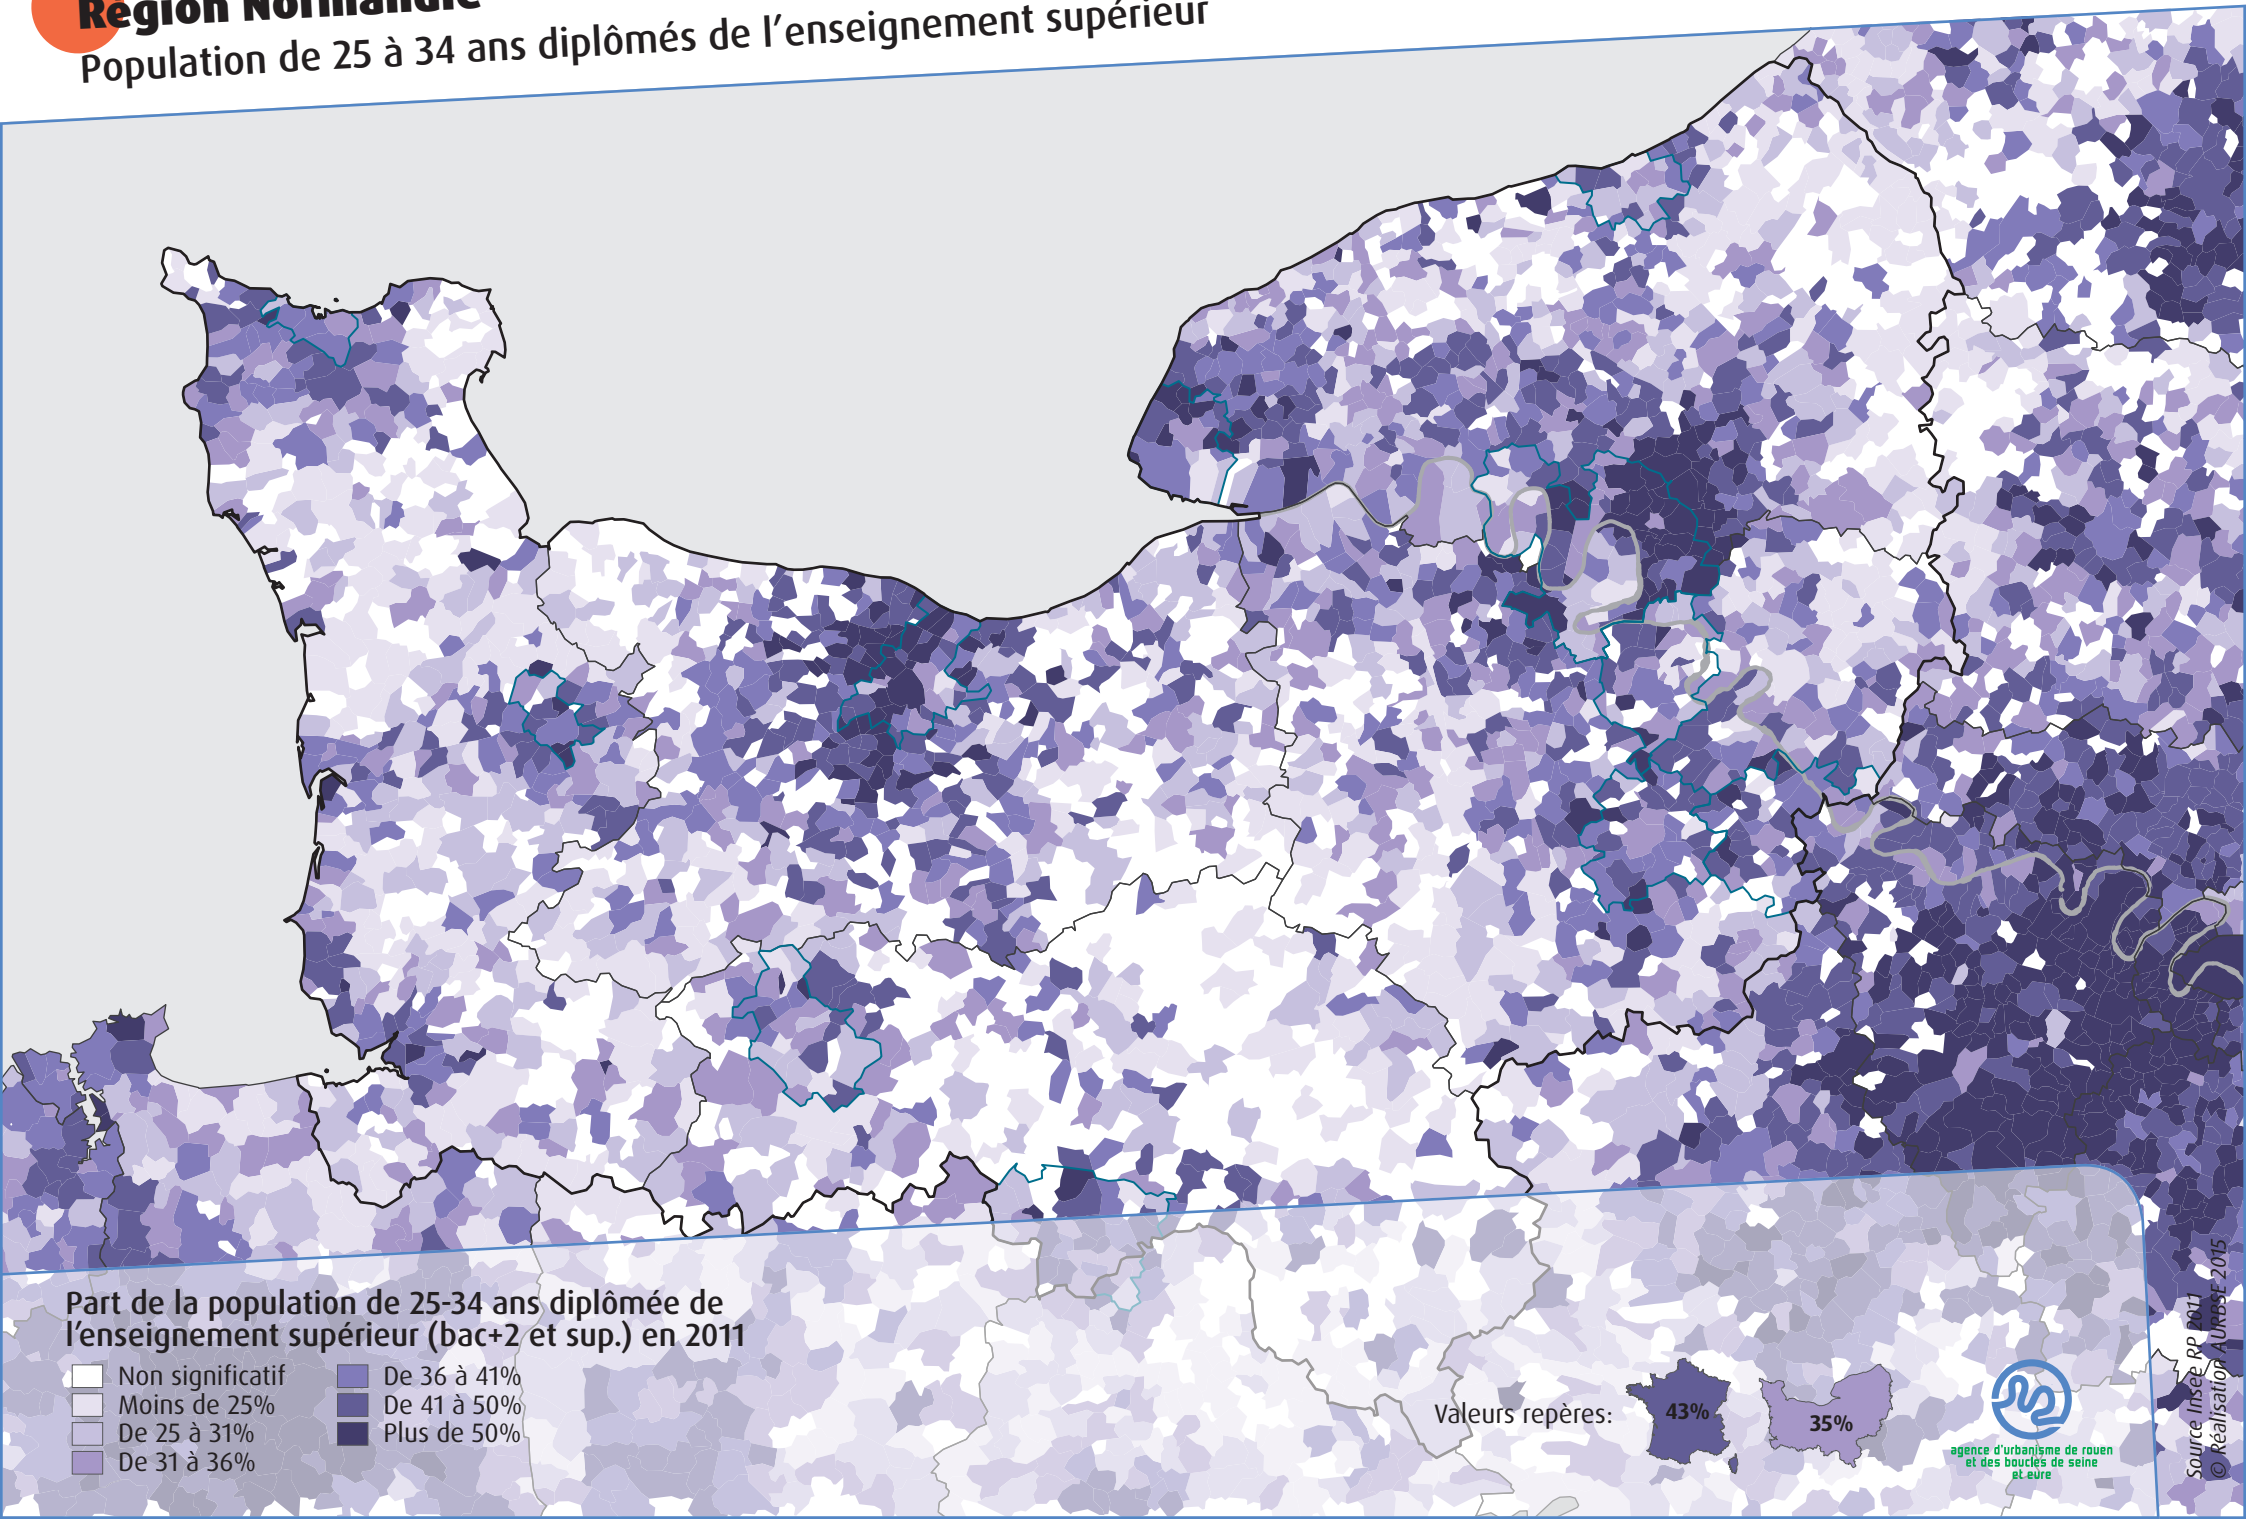 Région Normandie
Population de 25 à 34 ans diplômés de l'enseignement supérieur
Part de la population de 25-34 ans diplômée de
l'enseignement supérieur (bac+2 et sup.) en 2011
Non significatif
Moins de 25%
De 25 à 31%
De 31 à 36%
De 36 à 41%
De 41 à 50%
Plus de 50%
Valeurs repères:
43%
35%
agence d'urbanisme de rouen
et des boucles de seine
et eure
Source Insee RP 2011
© Réalisation AURBSE 2015